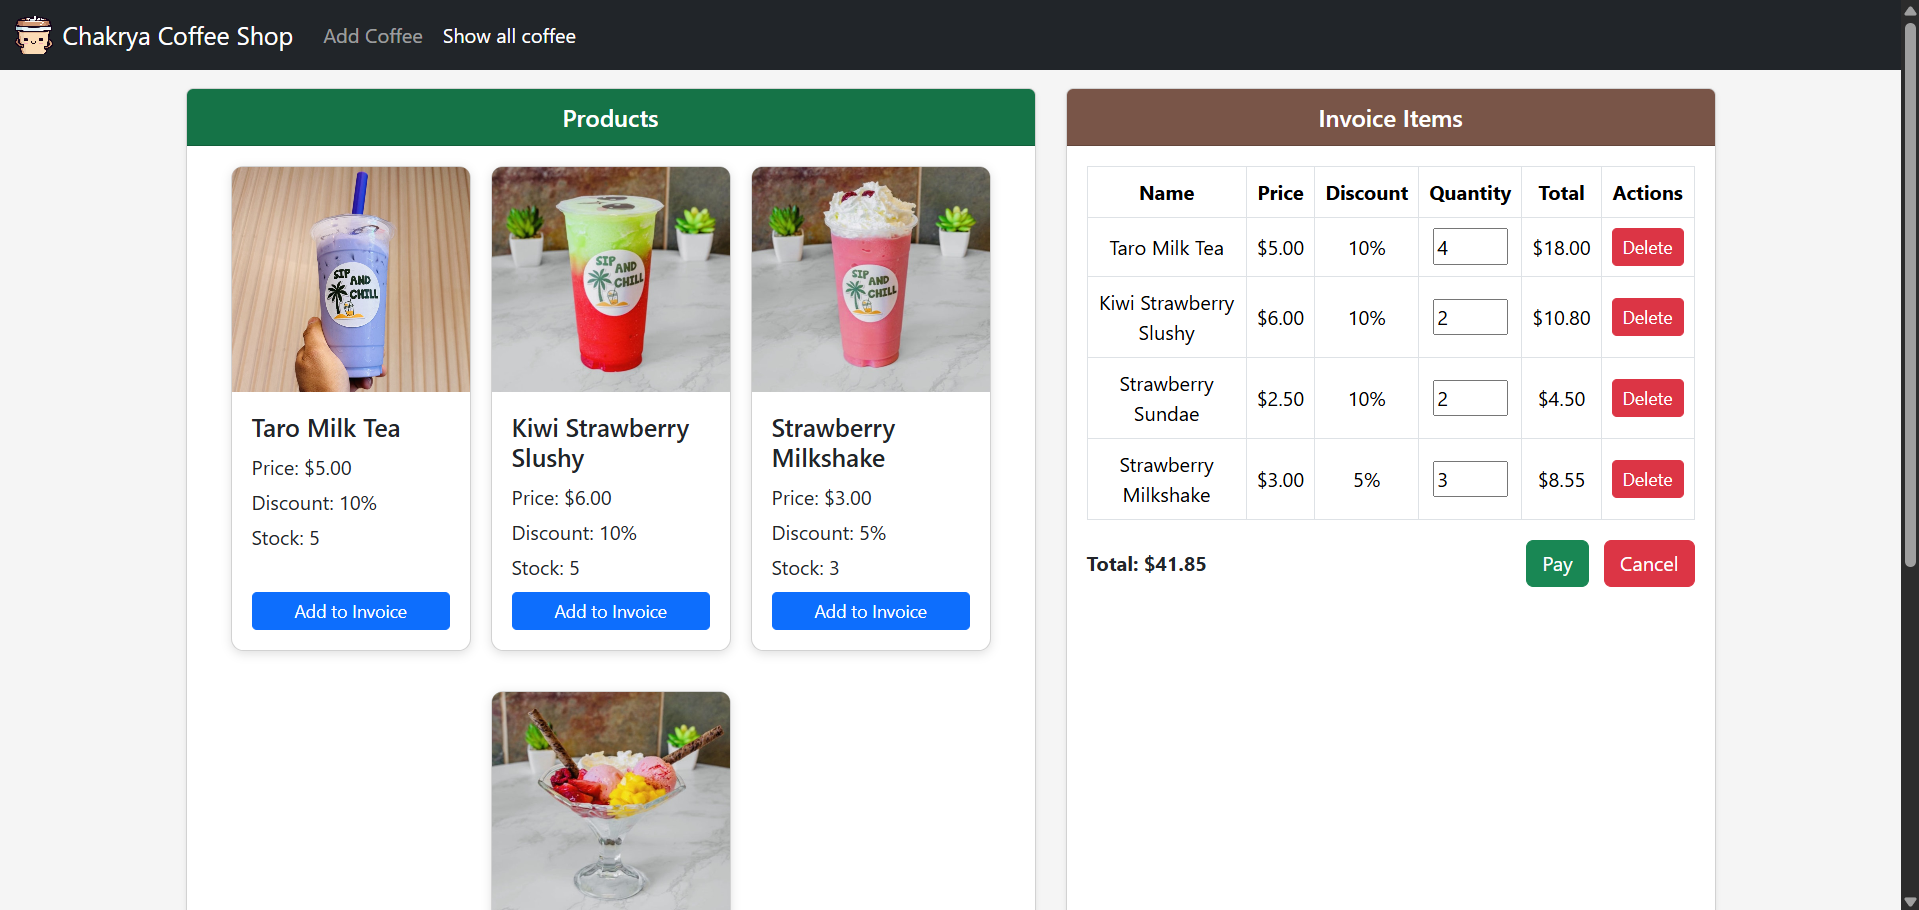 Chakrya Coffee Shop Add Coffee Show all coffee
Products
SIP AND CHILL
SIP AND CHILL
SIP AND CHILL
Taro Milk Tea
Price: $5.00
Discount: 10%
Stock: 5
Add to Invoice
Kiwi Strawberry
Slushy
Price: $6.00
Discount: 10%
Stock: 5
Add to Invoice
Strawberry
Milkshake
Price: $3.00
Discount: 5%
Stock: 3
Add to Invoice
Invoice Items
Name Price Discount Quantity Total Actions
Taro Milk Tea $5.00 10% 4 $18.00 Delete
Kiwi Strawberry
Slushy $6.00 10% 2 $10.80 Delete
Strawberry
Sundae $2.50 10% 2 $4.50 Delete
Strawberry
Milkshake $3.00 5% 3 $8.55 Delete
Total: $41.85 Pay Cancel